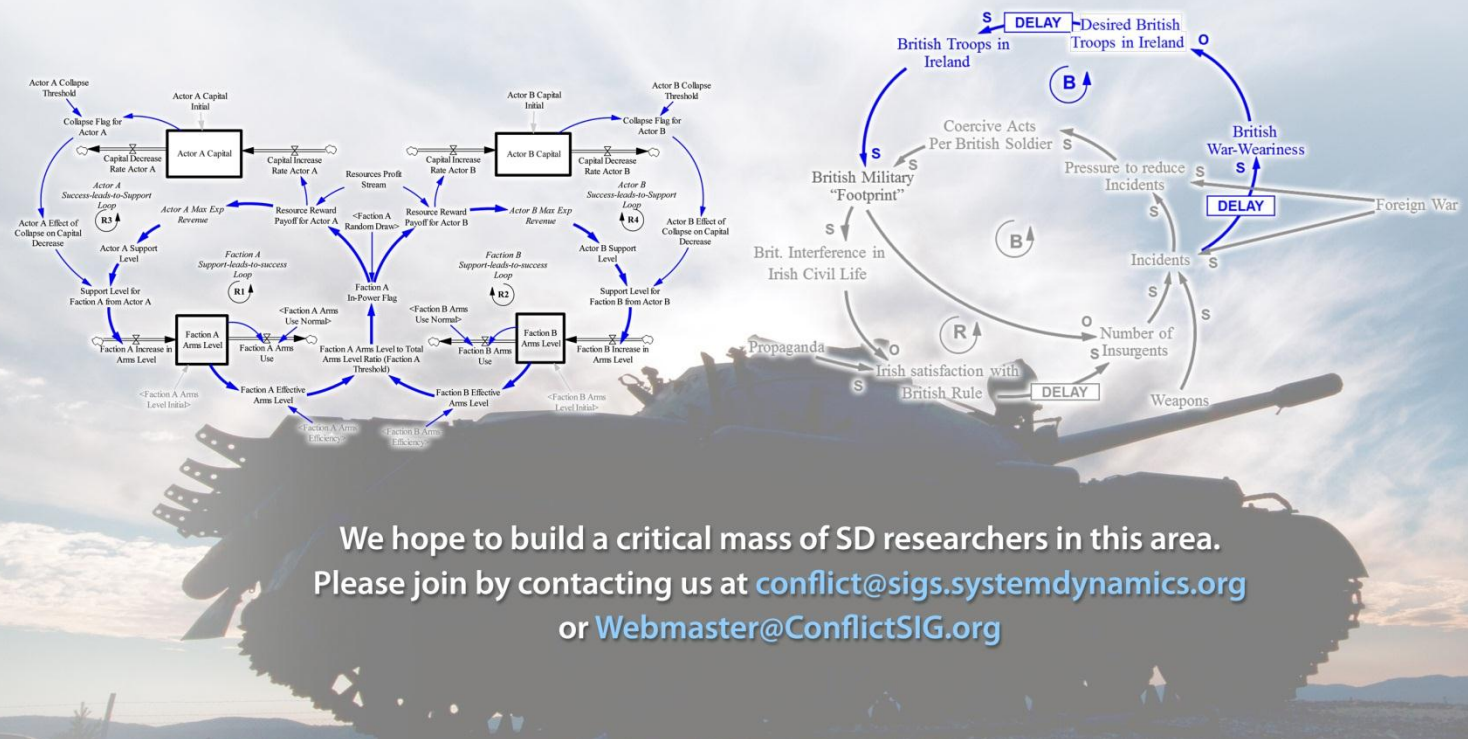 Actor A Collapse
Threshold
Actor A Capital
Initial
Collapse Flag for
Actor A
Actor A Capital
Capital Decrease
Rate Actor A
Capital Increase
Rate Actor A
Actor A
Success-leads-to-Support
Loop
R3
Actor A Max Exp
Revenue
Resource Reward
Payoff for Actor A
Actor A Effect of
Collapse on Capital
Decrease
Actor A Support
Level
Support Level for
Faction A from Actor A
Faction A
Support-leads-to-success
Loop
R1
Faction A Increase in
Arms Level
Faction A
Arms Level
Faction A Arms
Use
<Faction A Arms
Use Normal>
<Faction A Arms
Level Initial>
Faction A Effective
Arms Level
<Faction A Arms
Efficiency>
Resources Profit
Stream
<Faction A
Random Draw>
Faction A
In-Power Flag
Faction A Arms Level to Total
Arms Level Ratio (Faction A
Threshold)
Actor B Capital
Initial
Actor B Collapse
Threshold
Collapse Flag for
Actor B
Actor B Capital
Capital Increase
Rate Actor B
Capital Decrease
Rate Actor B
Actor B
Success-leads-to-Support
Loop
R4
Resource Reward
Payoff for Actor B
Actor B Max Exp
Revenue
Actor B Effect of
Collapse on Capital
Decrease
Actor B Support
Level
Support Level for
Faction B from Actor B
Faction B
Support-leads-to-success
Loop
R2
<Faction B Arms
Use Normal>
Faction B Arms
Use
Faction B
Arms Level
Faction B Increase in
Arms Level
Faction B Effective
Arms Level
<Faction B Arms
Level Initial>
<Faction B Arms
Efficiency>
S
DELAY
Desired British
Troops in Ireland
O
British Troops in
Ireland
B
Coercive Acts
Per British Soldier
S
S
British
War-Weariness
S
Pressure to reduce
Incidents
S
S
DELAY
Foreign War
S
British Military
"Footprint"
S
Brit. Interference in
Irish Civil Life
B
Incidents
S
S
S
R
O
Number of
Insurgents
S
Propaganda
O
S
Irish satisfaction with
British Rule
DELAY
Weapons
We hope to build a critical mass of SD researchers in this area.
Please join by contacting us at conflict@sigs.systemdynamics.org
or Webmaster@ConflictSIG.org